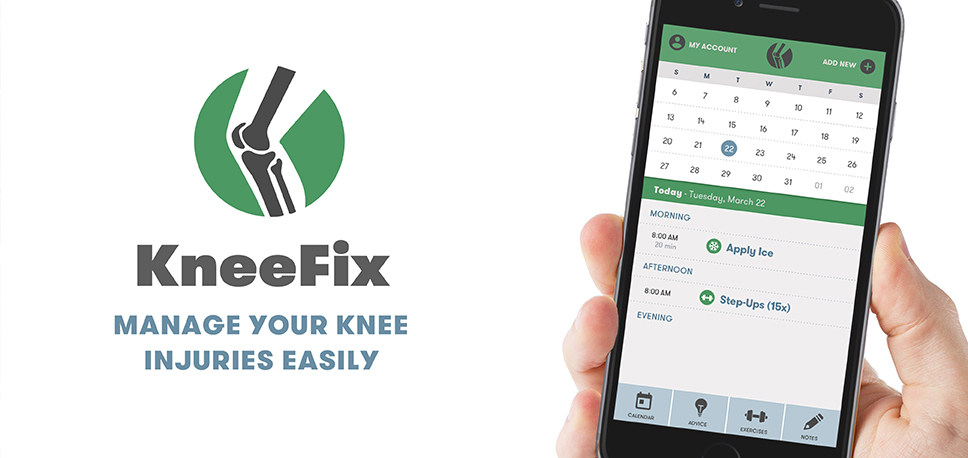 KneeFix
MANAGE YOUR KNEE
INJURIES EASILY
MY ACCOUNT
ADD NEW
S M T W T F S
6 7 8 9 10 11 12
13 14 15 16 17 18 19
20 21 22 23 24 25 26
27 28 29 30 31 01 02
Today - Tuesday, March 22
MORNING
8:00 AM Apply Ice
20 min
AFTERNOON
8:00 AM Step-Ups (15x)
EVENING
CALENDAR ADVICE EXERCISES NOTES